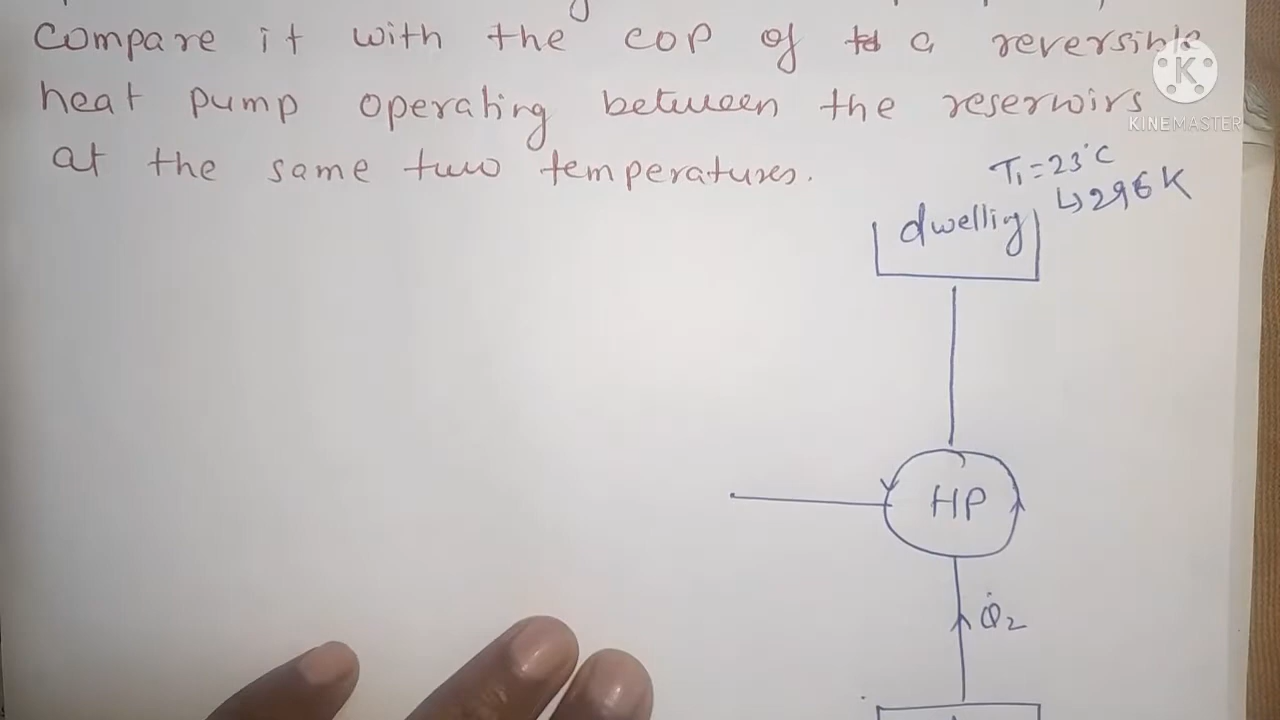 compare it with the COP of a reversible
heat pump operating between the reservoirs
at the same two temperatures.
K
KINEMASTER
T₁ = 23°C
↳ 296 K
dwelling
HP
Q̇₂